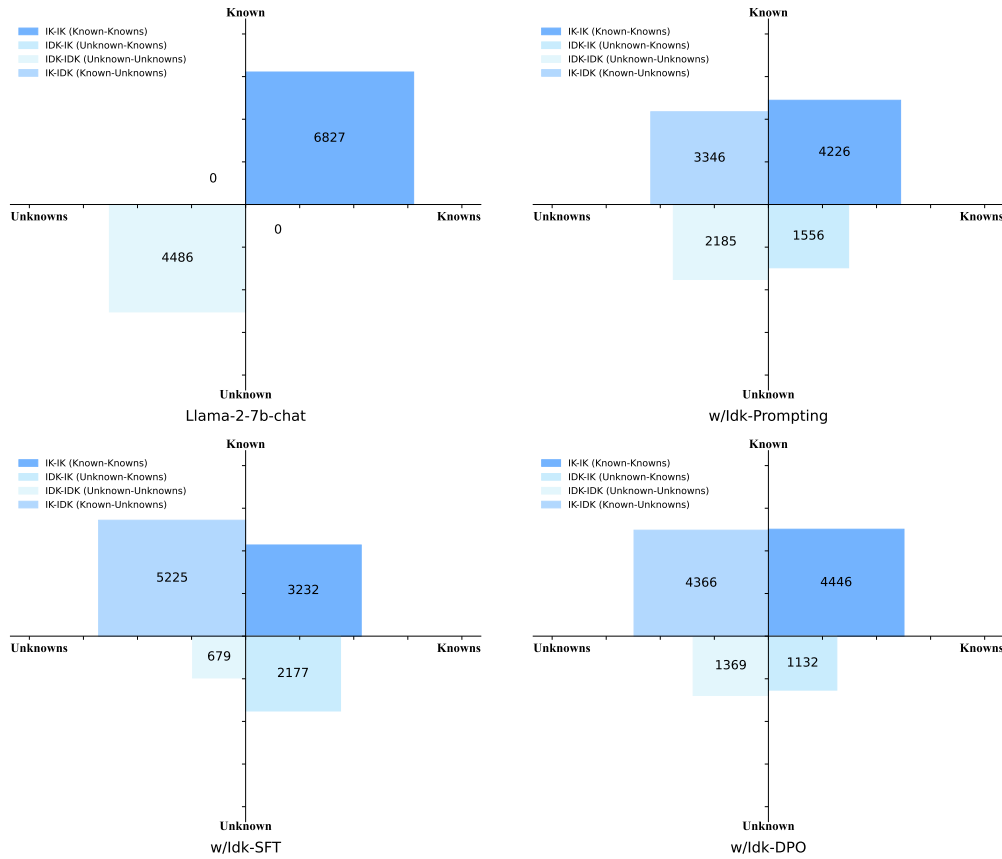 Known
IK-IK (Known-Knowns)
IDK-IK (Unknown-Knowns)
IDK-IDK (Unknown-Unknowns)
IK-IDK (Known-Unknowns)
6827
0
Unknowns
Knowns
0
4486
Unknown
Llama-2-7b-chat
Known
IK-IK (Known-Knowns)
IDK-IK (Unknown-Knowns)
IDK-IDK (Unknown-Unknowns)
IK-IDK (Known-Unknowns)
3346
4226
Unknowns
Knowns
2185
1556
Unknown
w/Idk-Prompting
Known
IK-IK (Known-Knowns)
IDK-IK (Unknown-Knowns)
IDK-IDK (Unknown-Unknowns)
IK-IDK (Known-Unknowns)
5225
3232
Unknowns
Knowns
679
2177
Unknown
w/Idk-SFT
Known
IK-IK (Known-Knowns)
IDK-IK (Unknown-Knowns)
IDK-IDK (Unknown-Unknowns)
IK-IDK (Known-Unknowns)
4366
4446
Unknowns
Knowns
1369
1132
Unknown
w/Idk-DPO